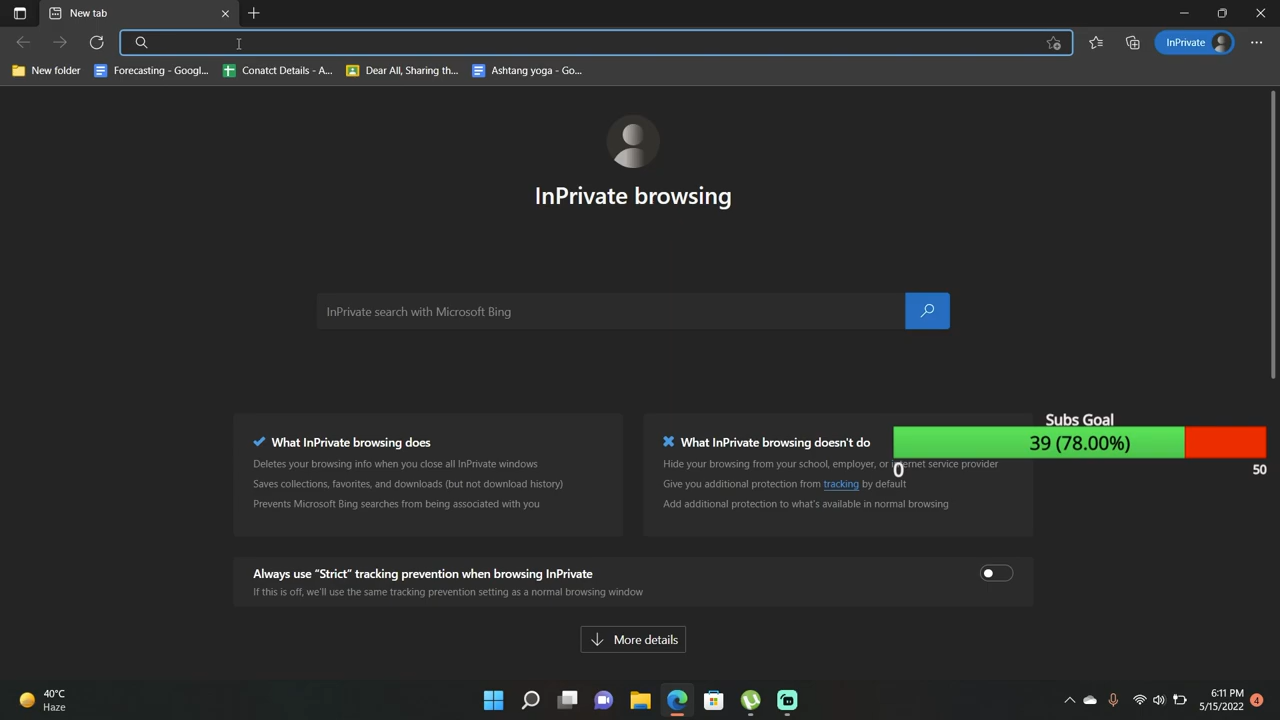 New tab
InPrivate
New folder
Forecasting - Googl...
Conatct Details - A...
Dear All, Sharing th...
Ashtang yoga - Go...
InPrivate browsing
InPrivate search with Microsoft Bing
What InPrivate browsing does
Deletes your browsing info when you close all InPrivate windows
Saves collections, favorites, and downloads (but not download history)
Prevents Microsoft Bing searches from being associated with you
What InPrivate browsing doesn't do
Hide your browsing from your school, employer, or internet service provider
Give you additional protection from tracking by default
Add additional protection to what's available in normal browsing
Subs Goal
39 (78.00%)
0
50
Always use “Strict” tracking prevention when browsing InPrivate
If this is off, we'll use the same tracking prevention setting as a normal browsing window
More details
40°C
Haze
6:11 PM
5/15/2022
4